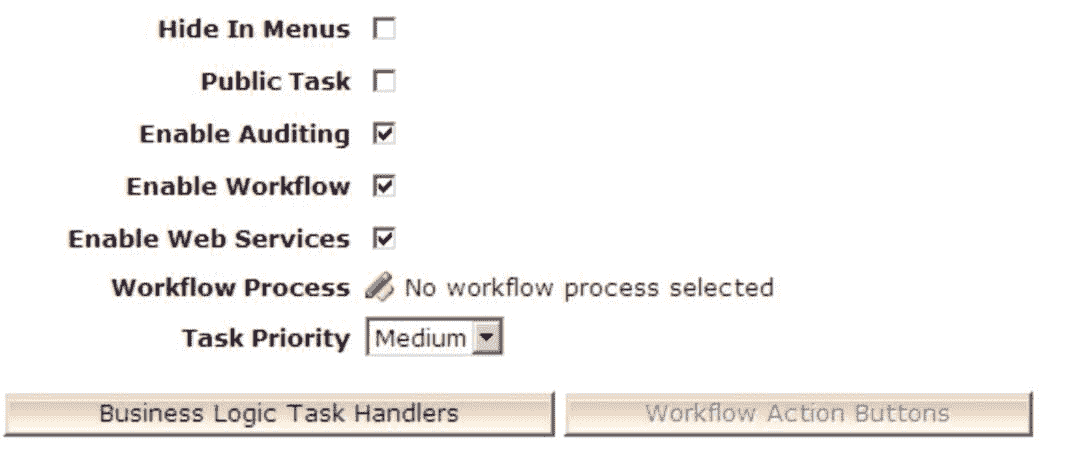 Hide In Menus
Public Task
Enable Auditing
Enable Workflow
Enable Web Services
Workflow Process No workflow process selected
Task Priority Medium
Business Logic Task Handlers Workflow Action Buttons